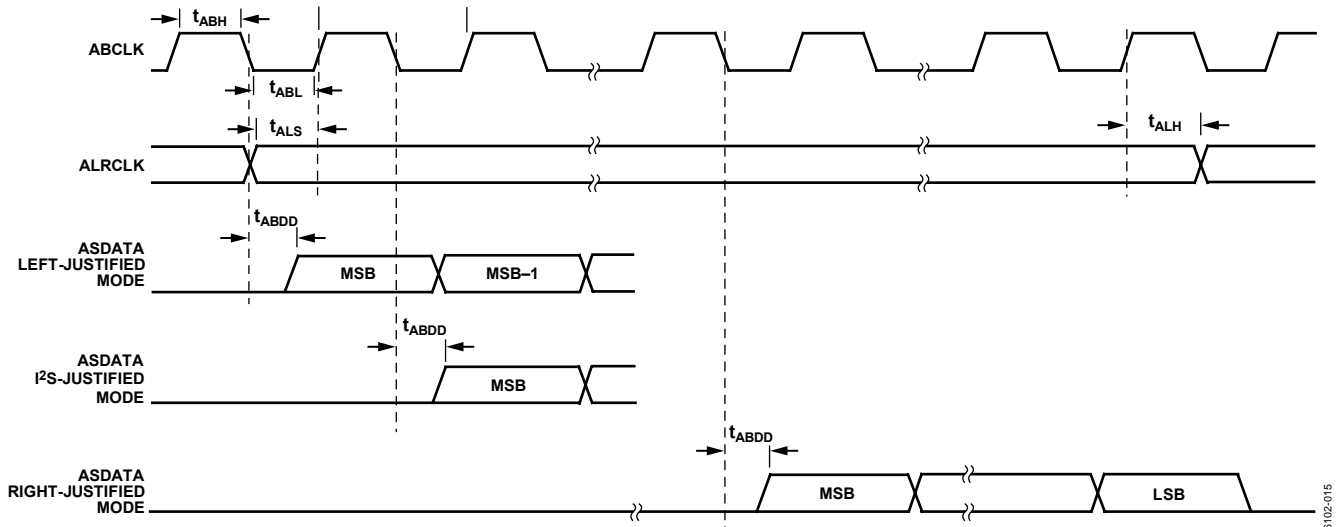 tABH
ABCLK
tABL
tALS
tALH
ALRCLK
tABDD
ASDATA
LEFT-JUSTIFIED
MODE
MSB
MSB–1
tABDD
ASDATA
I2S-JUSTIFIED
MODE
MSB
tABDD
ASDATA
RIGHT-JUSTIFIED
MODE
MSB
LSB